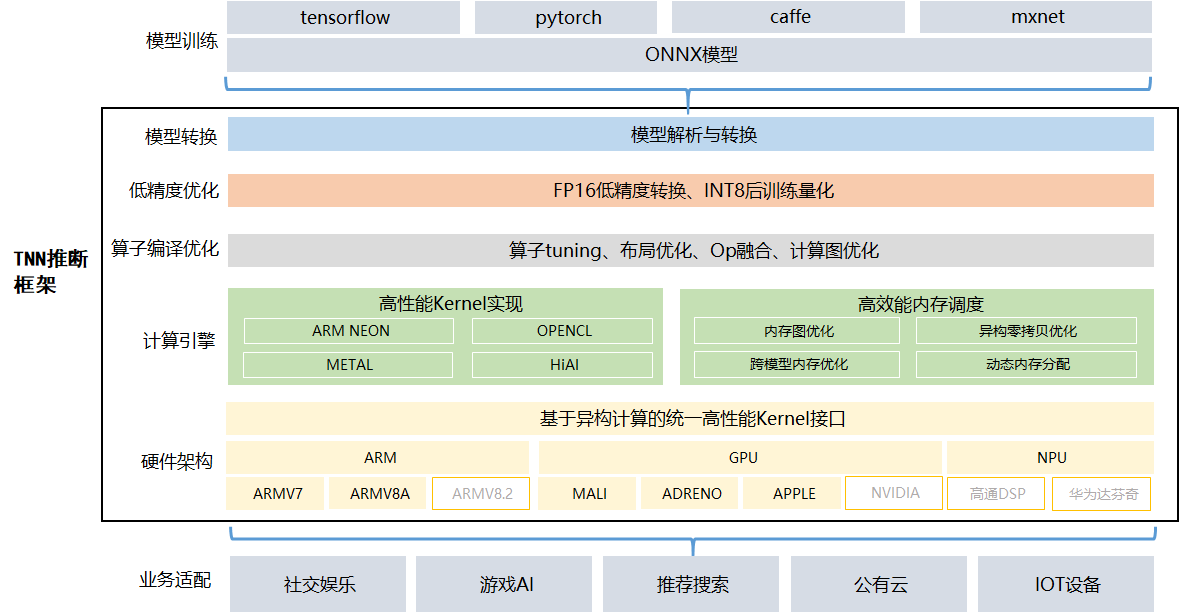 tensorflow
pytorch
caffe
mxnet
模型训练
ONNX模型
模型转换
模型解析与转换
低精度优化
FP16低精度转换、INT8后训练量化
算子编译优化
算子tuning、布局优化、Op融合、计算图优化
TNN推断
框架
计算引擎
高性能Kernel实现
ARM NEON
OPENCL
METAL
HiAI
高效能内存调度
内存图优化
异构零拷贝优化
跨模型内存优化
动态内存分配
硬件架构
基于异构计算的统一高性能Kernel接口
ARM
GPU
NPU
ARMV7
ARMV8A
ARMV8.2
MALI
ADRENO
APPLE
NVIDIA
高通DSP
华为达芬奇
业务适配
社交娱乐
游戏AI
推荐搜索
公有云
IOT设备